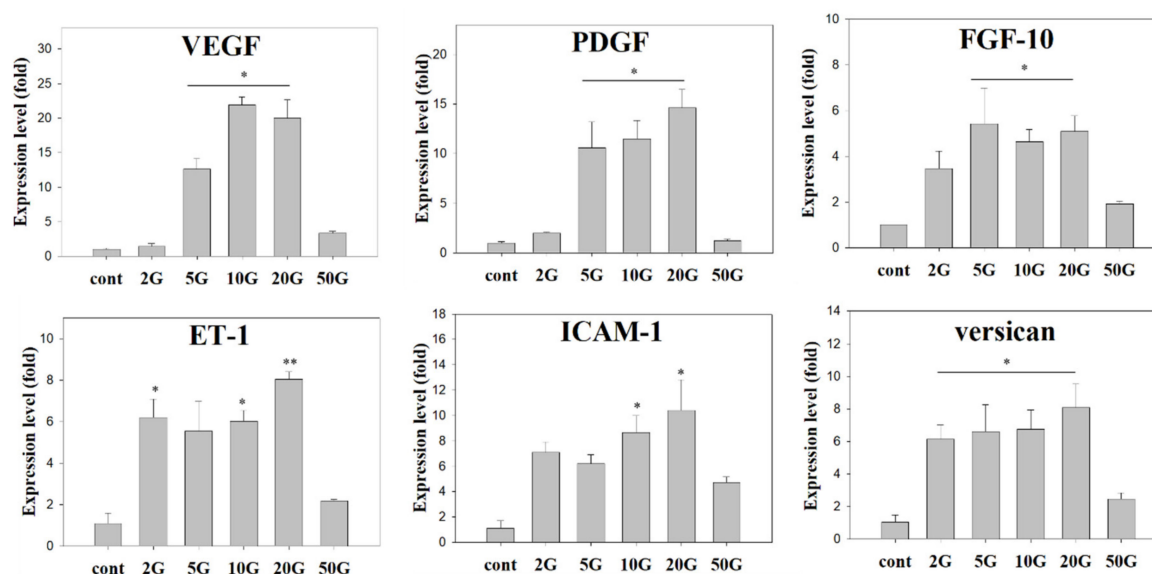 VEGF
Expression level (fold)
35
30
25
20
15
10
5
0
*
cont 2G 5G 10G 20G 50G
PDGF
Expression level (fold)
20
15
10
5
0
*
cont 2G 5G 10G 20G 50G
FGF-10
Expression level (fold)
10
8
6
4
2
0
*
cont 2G 5G 10G 20G 50G
ET-1
Expression level (fold)
10
8
6
4
2
0
* * **
cont 2G 5G 10G 20G 50G
ICAM-1
Expression level (fold)
18
16
14
12
10
8
6
4
2
0
* *
cont 2G 5G 10G 20G 50G
versican
Expression level (fold)
14
12
10
8
6
4
2
0
*
cont 2G 5G 10G 20G 50G